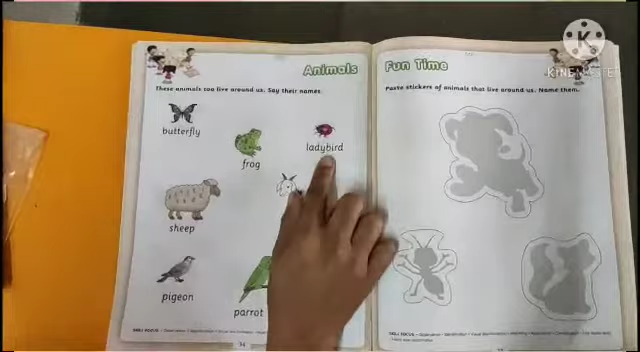 Animals
These animals too live around us. Say their names.
butterfly
frog
ladybird
sheep
pigeon
parrot
34
Fun Time
Paste stickers of animals that live around us. Name them.
KINEMASTER